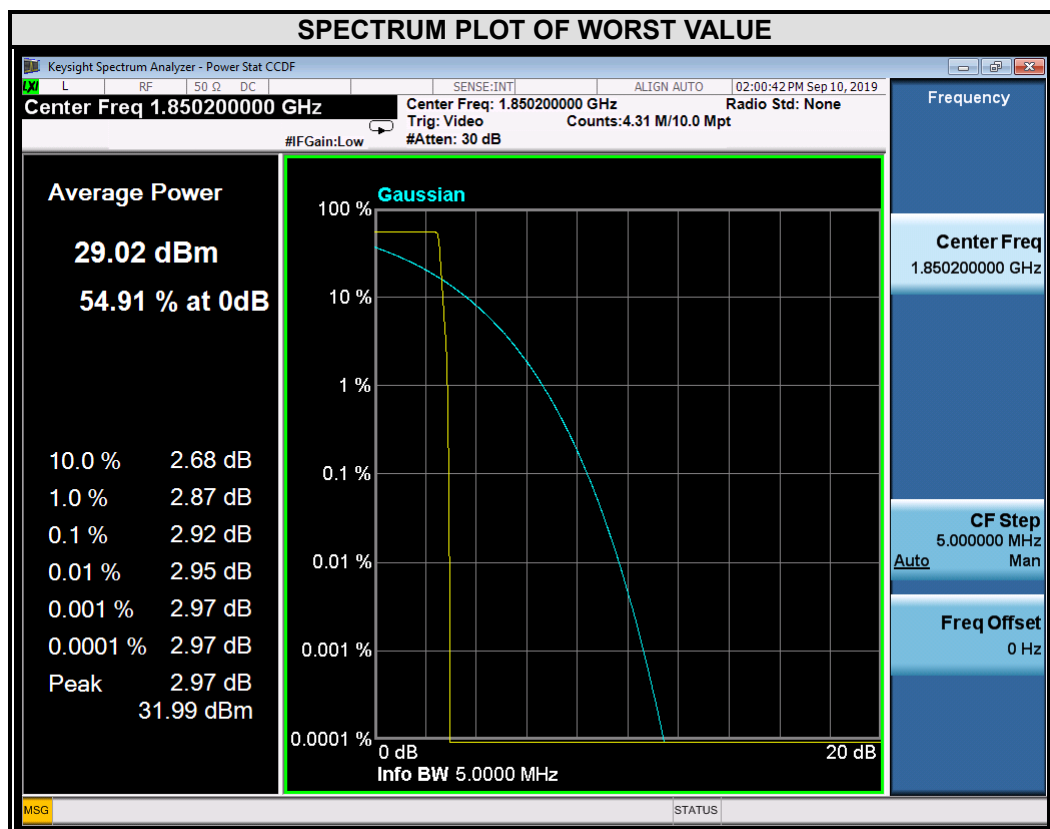 SPECTRUM PLOT OF WORST VALUE
Keysight Spectrum Analyzer - Power Stat CCDF
LXI L RF 50 Ω DC SENSE:INT ALIGN AUTO 02:00:42 PM Sep 10, 2019
Center Freq 1.850200000 GHz
Center Freq: 1.850200000 GHz Radio Std: None
Trig: Video Counts:4.31 M/10.0 Mpt
#IFGain:Low #Atten: 30 dB
Frequency
Center Freq
1.850200000 GHz
CF Step
5.000000 MHz
Auto Man
Freq Offset
0 Hz
Average Power
29.02 dBm
54.91 % at 0dB
10.0 % 2.68 dB
1.0 % 2.87 dB
0.1 % 2.92 dB
0.01 % 2.95 dB
0.001 % 2.97 dB
0.0001 % 2.97 dB
Peak 2.97 dB
31.99 dBm
Gaussian
100 %
10 %
1 %
0.1 %
0.01 %
0.001 %
0.0001 %
0 dB 20 dB
Info BW 5.0000 MHz
MSG STATUS